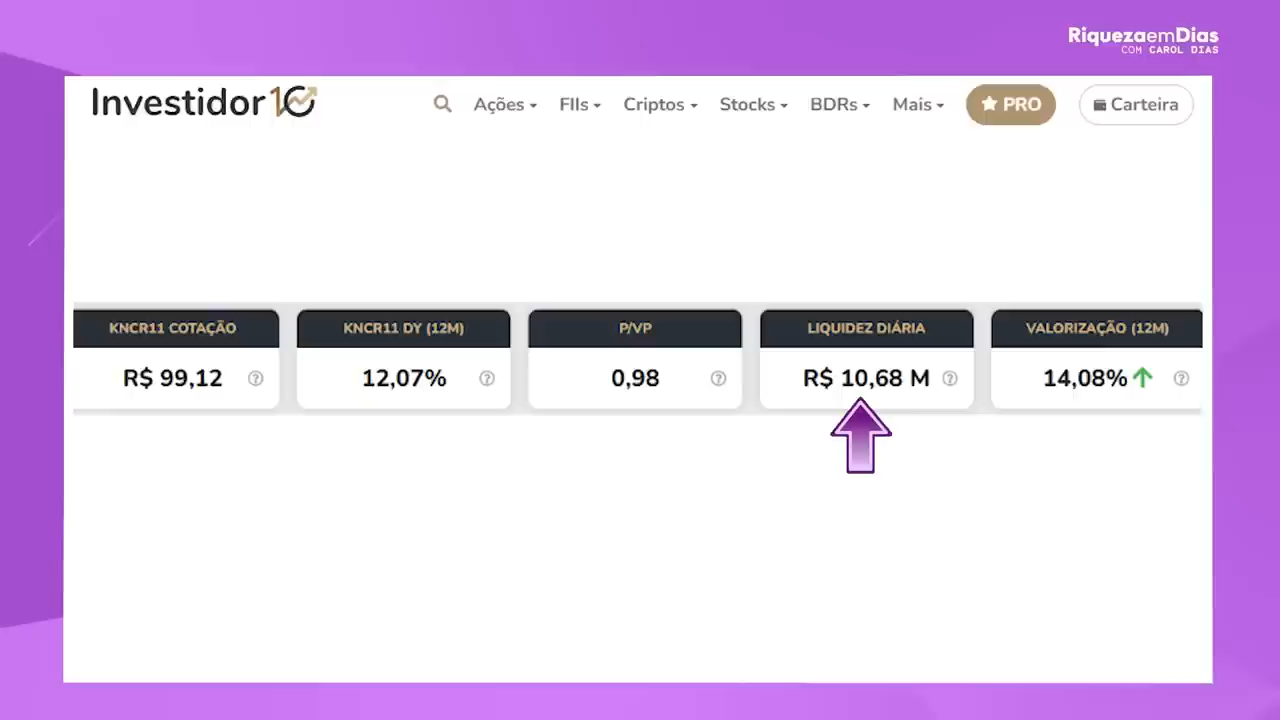 RiquezaemDias
COM CAROL DIAS
Investidor10
Ações
FIIs
Criptos
Stocks
BDRs
Mais
PRO
Carteira
KNCR11 COTAÇÃO
R$ 99,12
KNCR11 DY (12M)
12,07%
P/VP
0,98
LIQUIDEZ DIÁRIA
R$ 10,68 M
VALORIZAÇÃO (12M)
14,08%